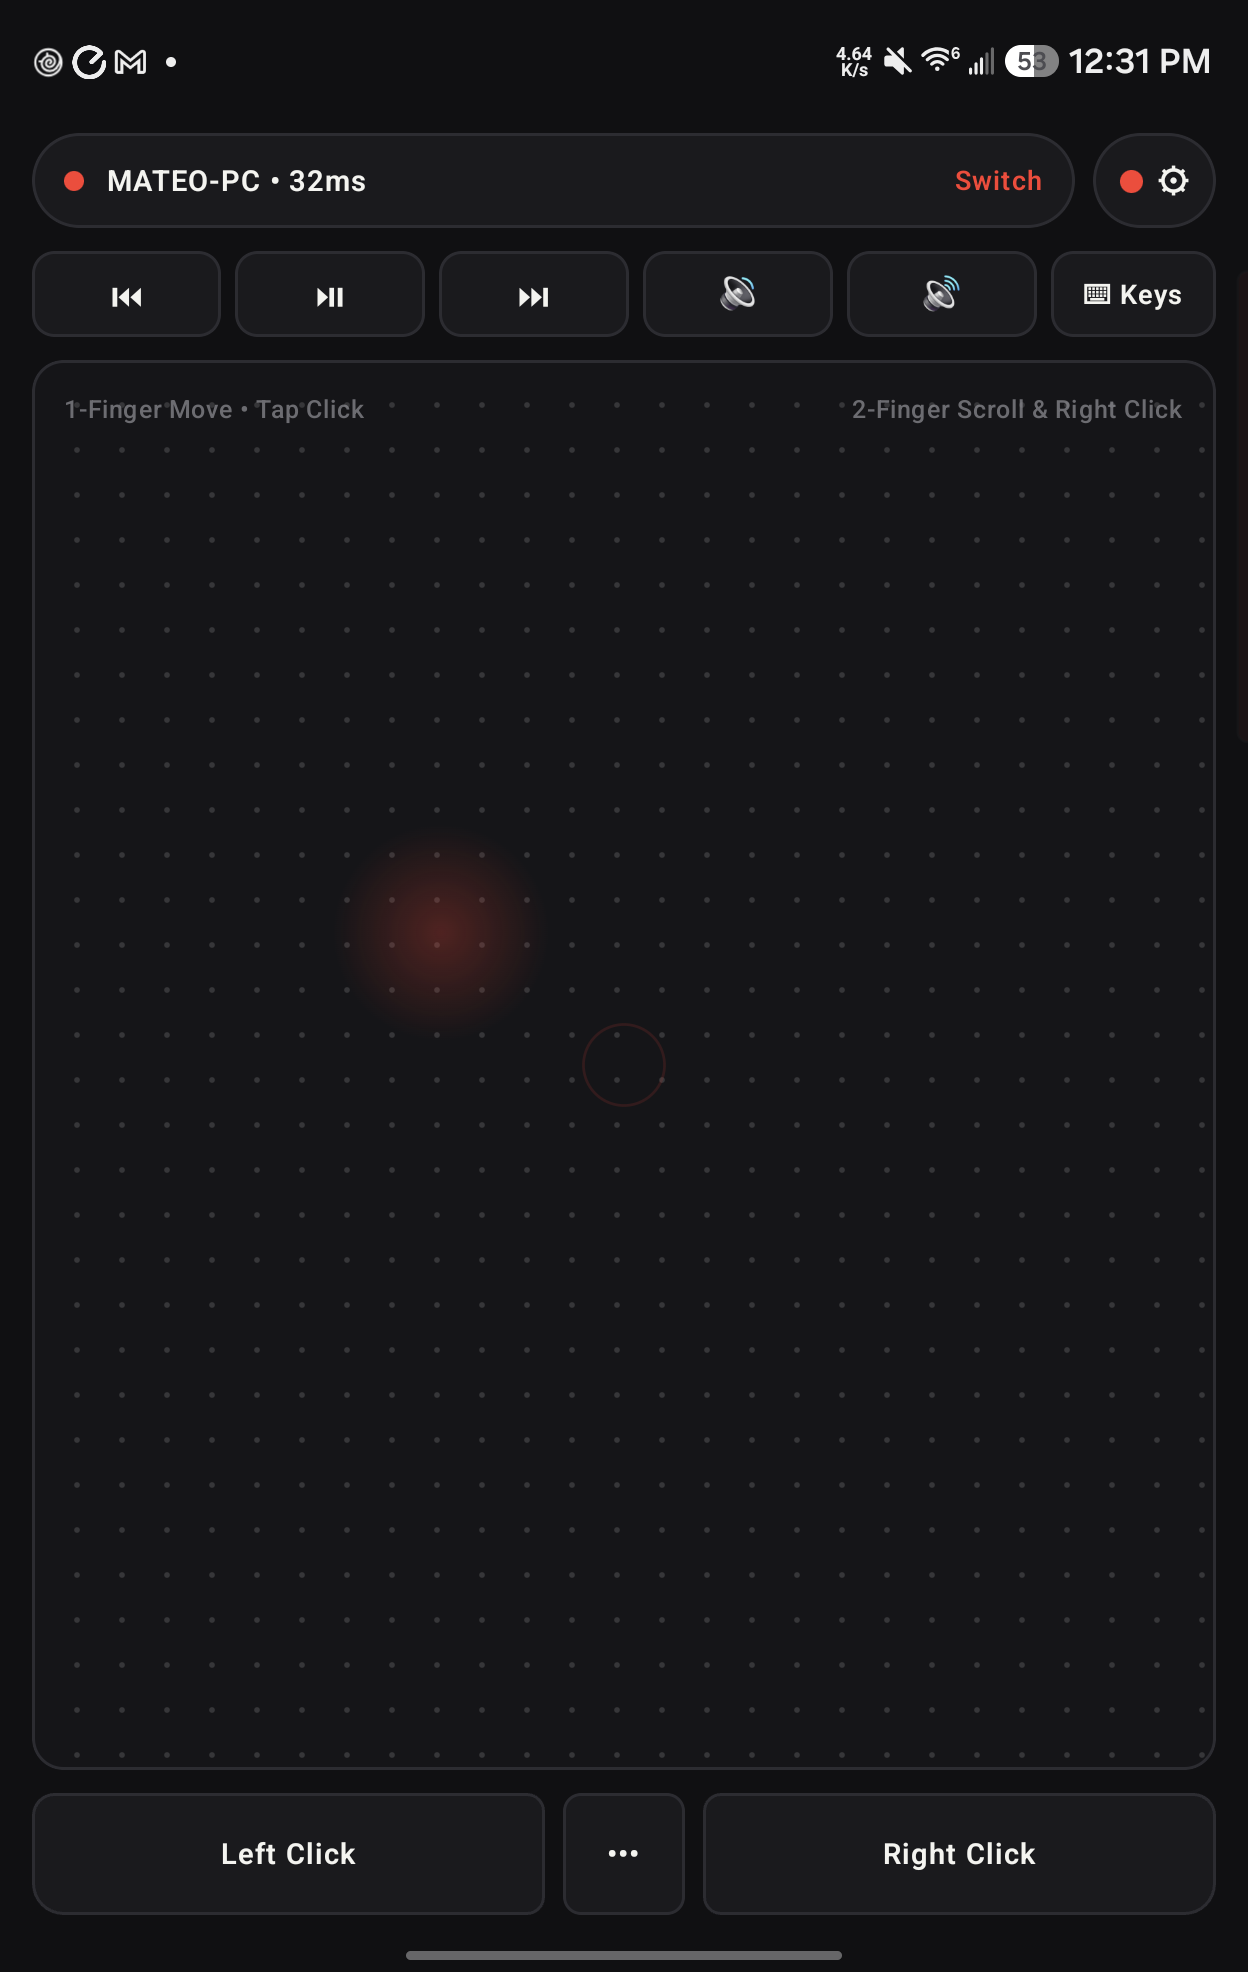 4.64 K/s 6 53 12:31 PM
MATEO-PC • 32ms Switch
Keys
1-Finger Move • Tap Click 2-Finger Scroll & Right Click
Left Click ••• Right Click